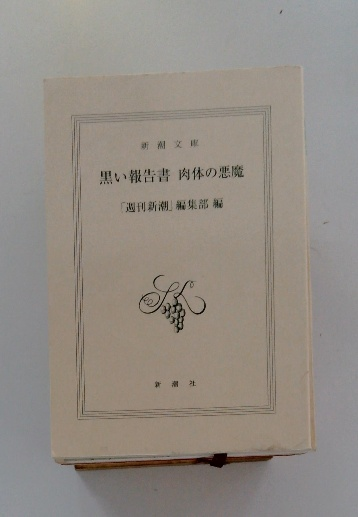 新潮文庫
黒い報告書 肉体の悪魔
「週刊新潮」編集部 編
新潮社